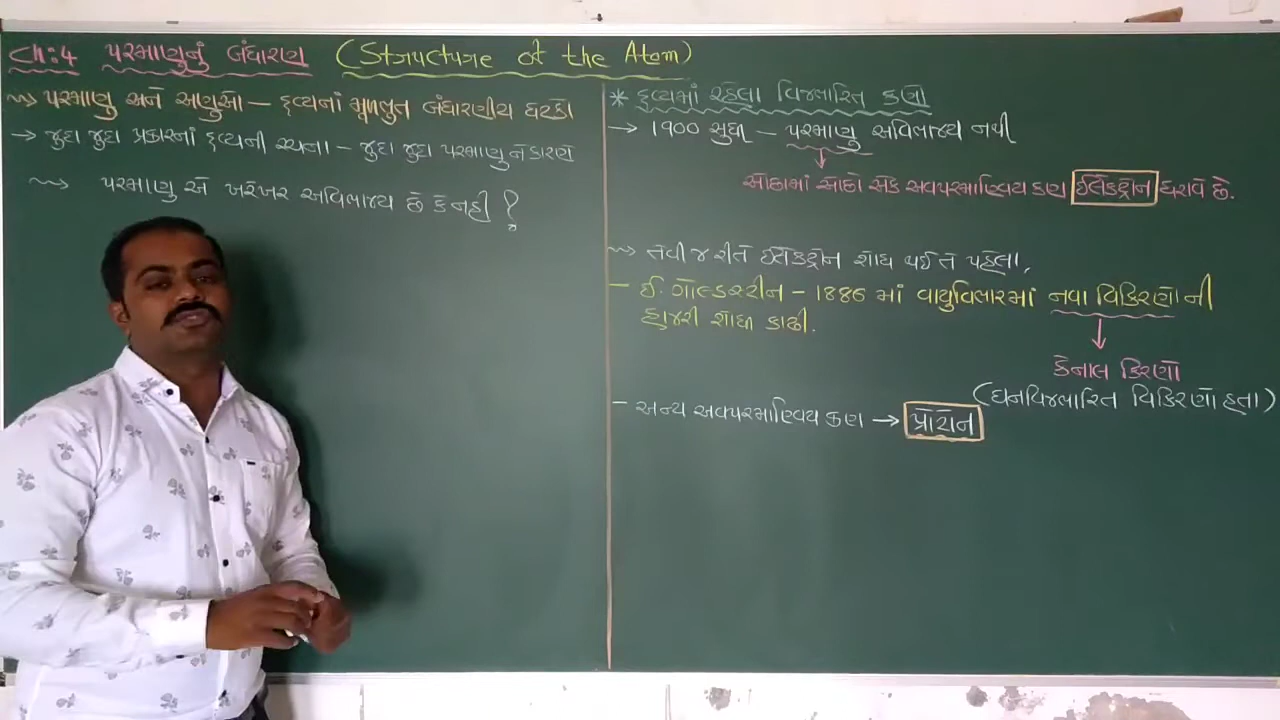 Ch:4 પરમાણુનું બંધારણ (Structure of the Atom)
પરમાણુ અને અણુઓ – દ્રવ્યનાં મૂળભુત બંધારણીય ઘટકો
→ જુદા જુદા પ્રકારનાં દ્રવ્યની રચના – જુદા જુદા પરમાણુ ને કારણે
પરમાણુ એ ખરેખર અવિભાજ્ય છે કે નહી ?
* દ્રવ્યમાં રહેલા વિજભારિત કણો
→ 1900 સુધી – પરમાણુ અવિભાજ્ય નથી
ઓછામાં ઓછો એક અવપરમાણ્વિય કણ ઈલેક્ટ્રોન ધરાવે છે.
તેવી જ રીતે ઈલેક્ટ્રોન શોધ થઈ તે પહેલા,
– ઈ. ગોલ્ડસ્ટીન – 1886 માં વાયુવિભારમાં નવા વિકિરણો ની
હાજરી શોધી કાઢી.
કેનાલ કિરણો
(ધનવિજભારિત વિકિરણો હતા)
– અન્ય અવપરમાણ્વિય કણ → પ્રોટોન